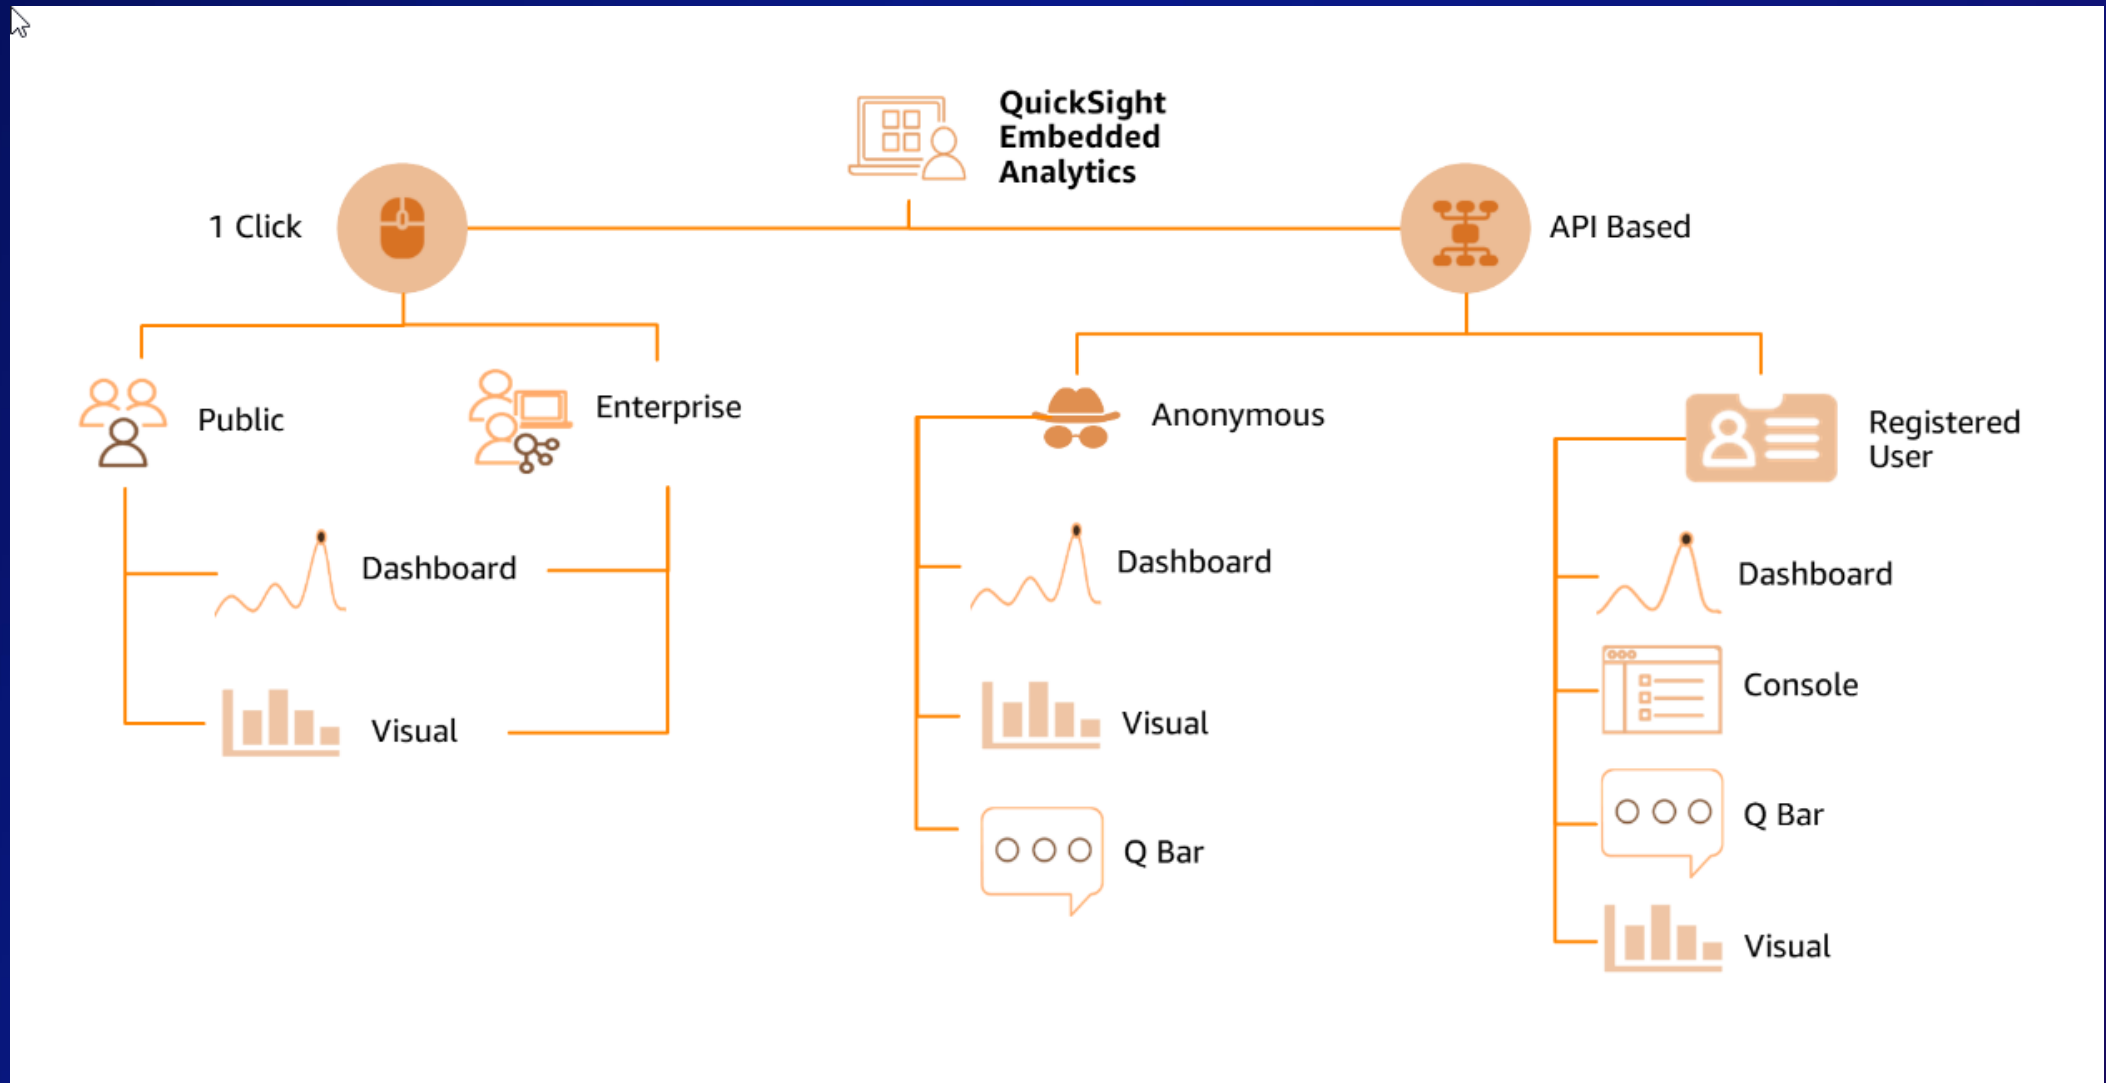 QuickSight
Embedded
Analytics
1 Click
API Based
Public
Enterprise
Dashboard
Visual
Anonymous
Dashboard
Visual
Q Bar
Registered
User
Dashboard
Console
Q Bar
Visual